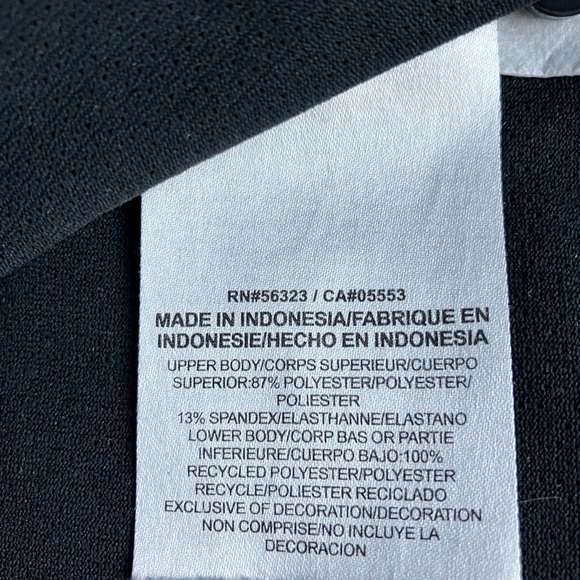 RN#56323 / CA#05553
MADE IN INDONESIA/FABRIQUE EN
INDONESIE/HECHO EN INDONESIA
UPPER BODY/CORPS SUPERIEUR/CUERPO
SUPERIOR:87% POLYESTER/POLYESTER/
POLIESTER
13% SPANDEX/ELASTHANNE/ELASTANO
LOWER BODY/CORP BAS OR PARTIE
INFERIEURE/CUERPO BAJO:100%
RECYCLED POLYESTER/POLYESTER
RECYCLE/POLIESTER RECICLADO
EXCLUSIVE OF DECORATION/DECORATION
NON COMPRISE/NO INCLUYE LA
DECORACION